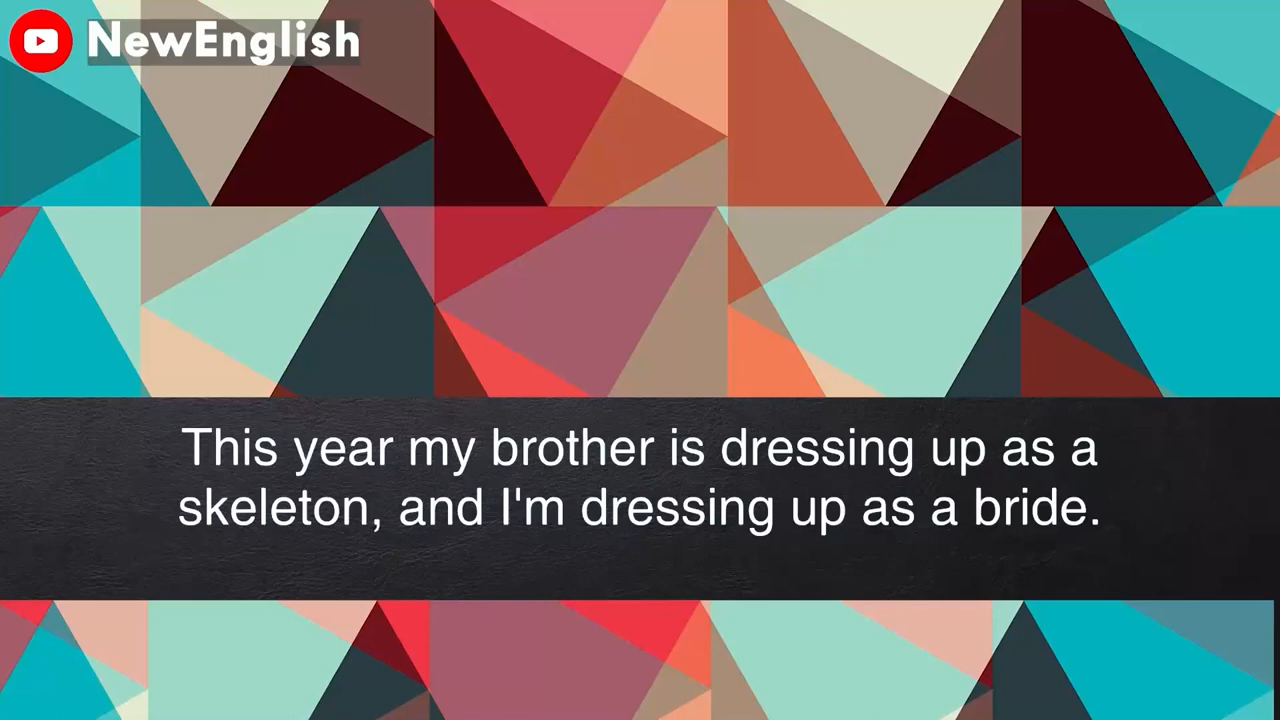 NewEnglish
This year my brother is dressing up as a
skeleton, and I'm dressing up as a bride.